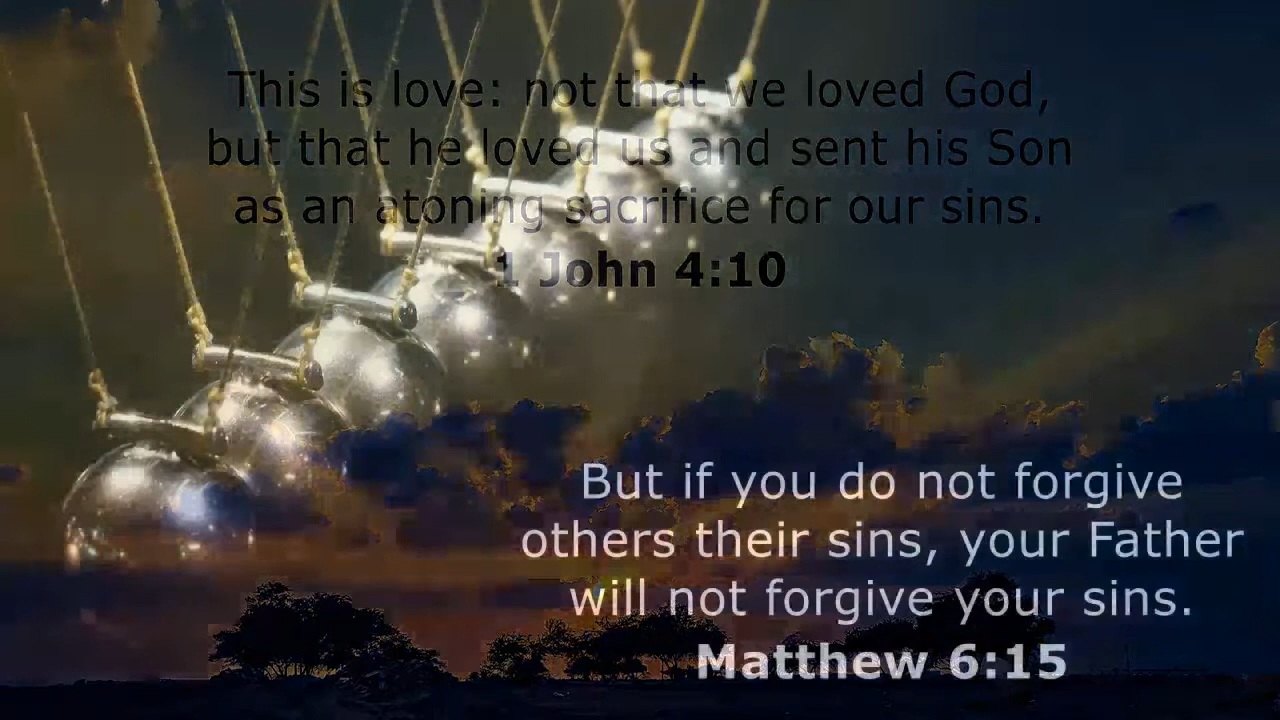 This is love: not that we loved God,
but that he loved us and sent his Son
as an atoning sacrifice for our sins.
1 John 4:10
But if you do not forgive
others their sins, your Father
will not forgive your sins.
Matthew 6:15